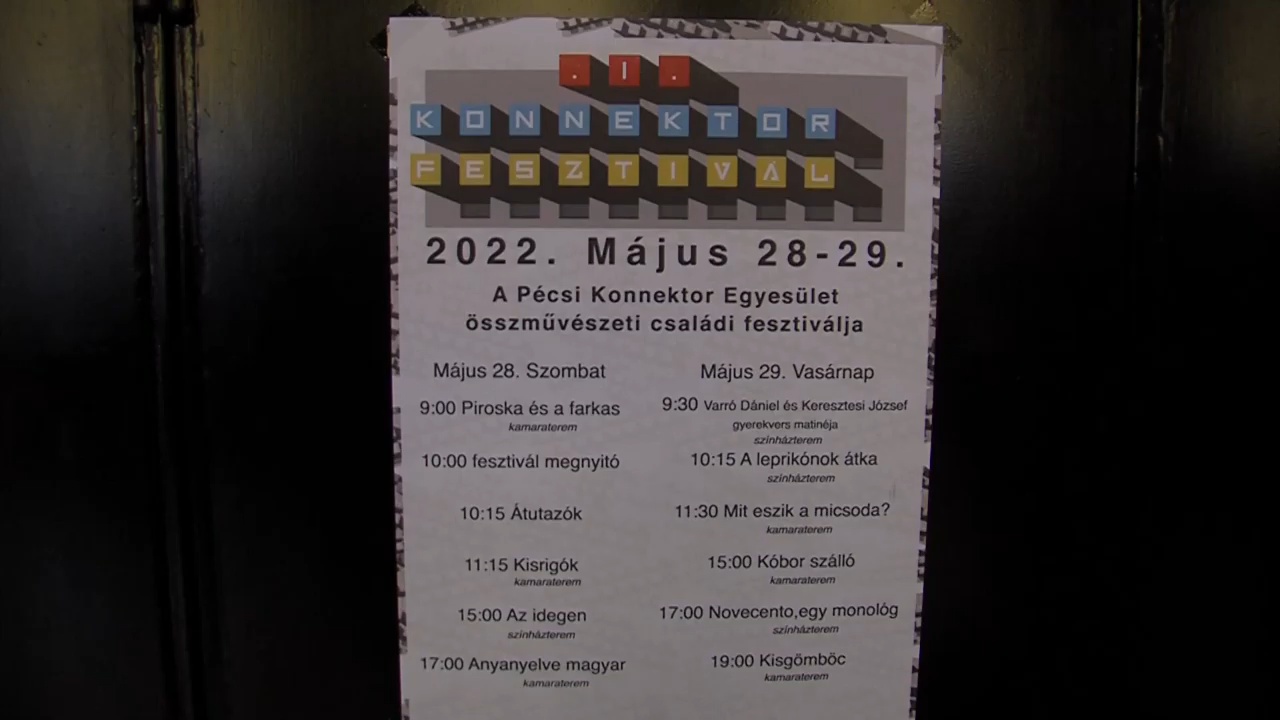 .I.
KONNEKTOR
FESZTIVÁL
2022. Május 28-29.
A Pécsi Konnektor Egyesület
összművészeti családi fesztiválja
Május 28. Szombat
9:00 Piroska és a farkas
kamaraterem
10:00 fesztivál megnyitó
10:15 Átutazók
11:15 Kisrigók
kamaraterem
15:00 Az idegen
színházterem
17:00 Anyanyelve magyar
kamaraterem
Május 29. Vasárnap
9:30 Varró Dániel és Keresztesi József
gyerekvers matinéja
színházterem
10:15 A leprikónok átka
színházterem
11:30 Mit eszik a micsoda?
kamaraterem
15:00 Kóbor szálló
kamaraterem
17:00 Novecento,egy monológ
színházterem
19:00 Kisgömböc
kamaraterem